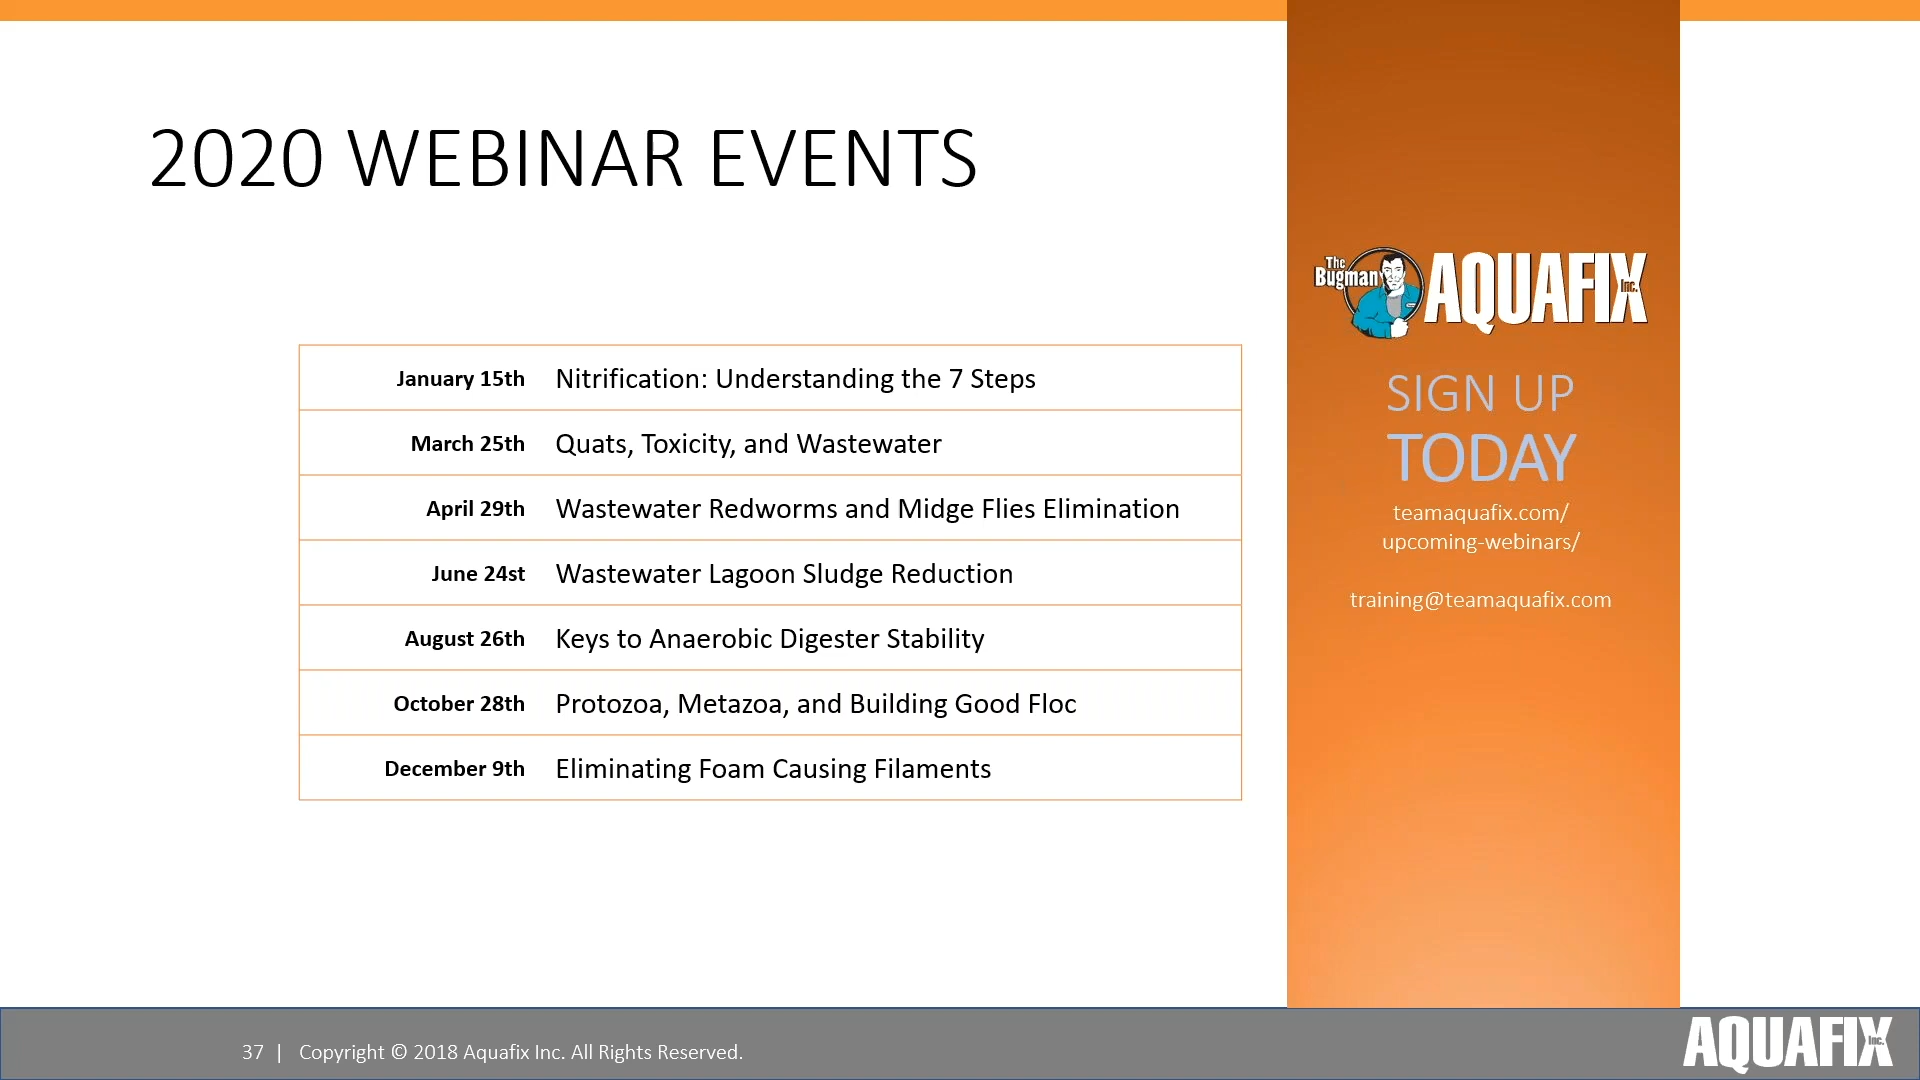 2020 WEBINAR EVENTS
January 15th Nitrification: Understanding the 7 Steps
March 25th Quats, Toxicity, and Wastewater
April 29th Wastewater Redworms and Midge Flies Elimination
June 24st Wastewater Lagoon Sludge Reduction
August 26th Keys to Anaerobic Digester Stability
October 28th Protozoa, Metazoa, and Building Good Floc
December 9th Eliminating Foam Causing Filaments
The
Bugman AQUAFIX Inc.
SIGN UP
TODAY
teamaquafix.com/
upcoming-webinars/
training@teamaquafix.com
37 | Copyright © 2018 Aquafix Inc. All Rights Reserved.
AQUAFIX Inc.